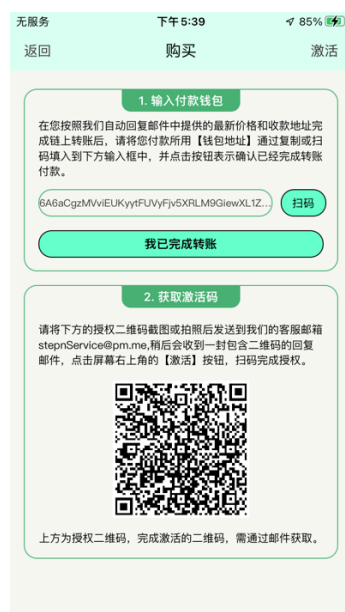 无服务 下午5:39 85%
返回 购买 激活
1. 输入付款钱包
在您按照我们自动回复邮件中提供的最新价格和收款地址完
成链上转账后，请将您付款所用【钱包地址】通过复制或扫
码填入到下方输入框中，并点击按钮表示确认已经完成转账
付款。
6A6aCgzMVviEUKyytFUVyFjv5XRLM9GiewXL1Z... 扫码
我已完成转账
2. 获取激活码
请将下方的授权二维码截图或拍照后发送到我们的客服邮箱
stepnService@pm.me,稍后会收到一封包含二维码的回复
邮件，点击屏幕右上角的【激活】按钮，扫码完成授权。
上方为授权二维码，完成激活的二维码，需通过邮件获取。